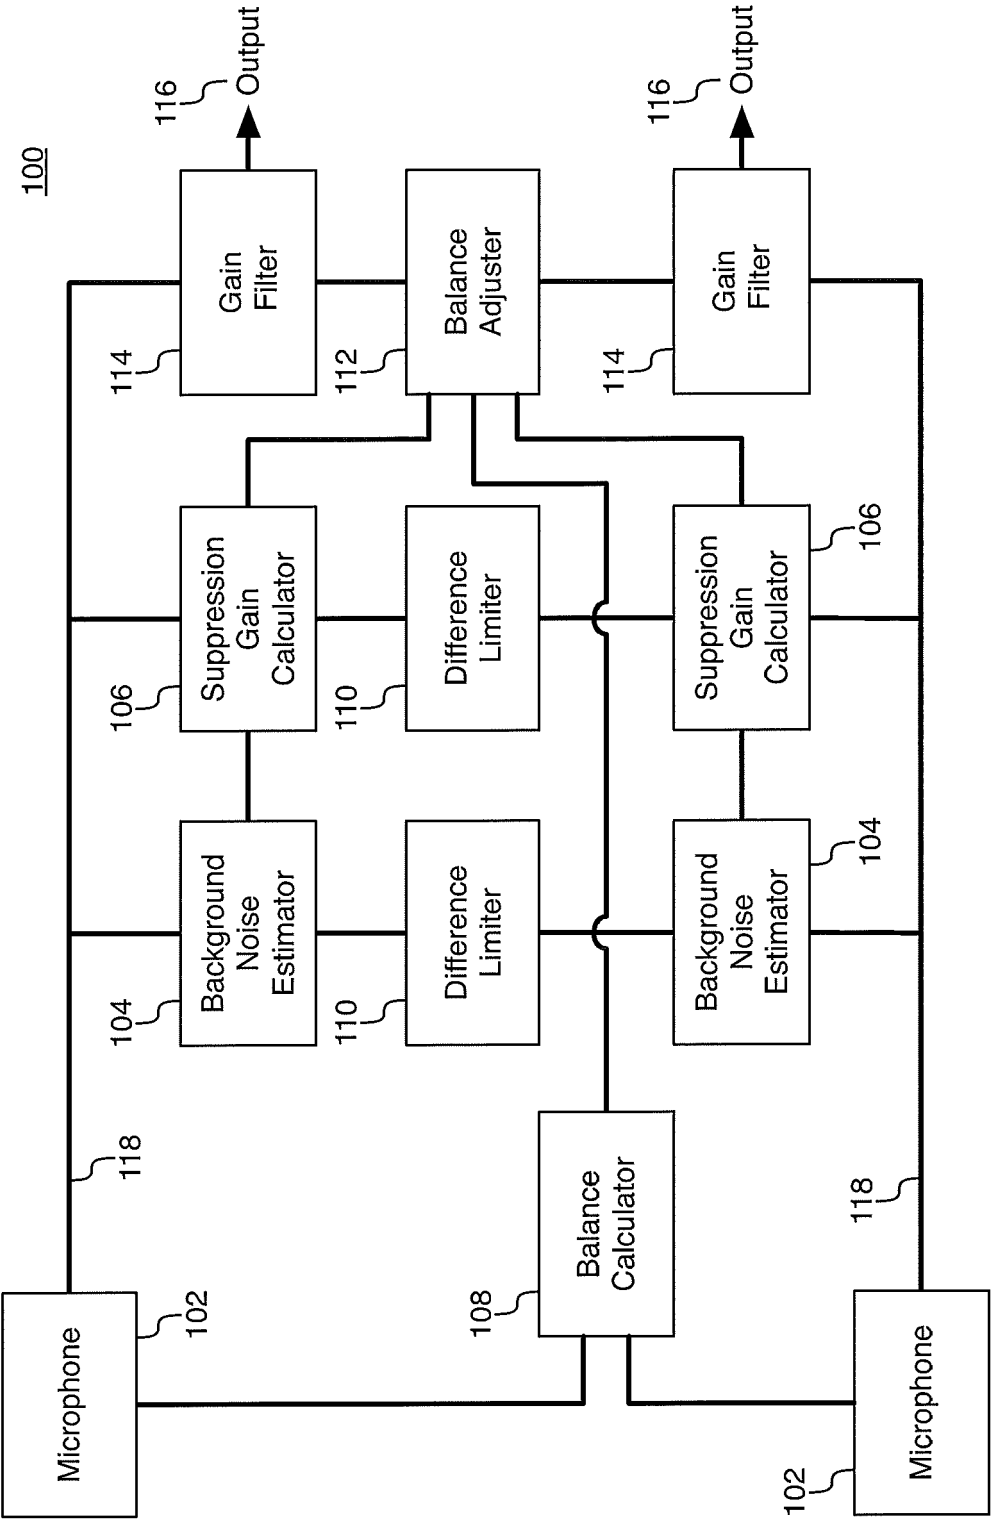 100
Microphone
102
118
Background
Noise
Estimator
104
Suppression
Gain
Calculator
106
Gain
Filter
114
116
Output
Balance
Calculator
108
Difference
Limiter
110
Difference
Limiter
110
Balance
Adjuster
112
Background
Noise
Estimator
104
Suppression
Gain
Calculator
106
Gain
Filter
114
116
Output
Microphone
102
118